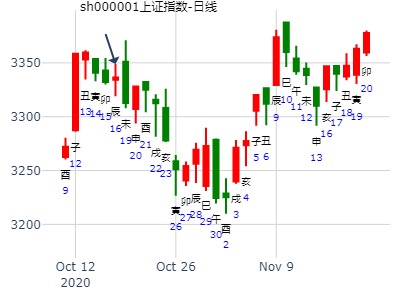 sh000001上证指数-日线
3350
3300
3250
3200
酉
9
子
12
丑
13
寅
14
卯
15
辰
16
未
19
申
20
酉
21
戌
22
亥
23
寅
26
卯
27
辰
28
巳
29
午
30
酉
2
戌
3
亥
4
子
5
丑
6
辰
9
巳
10
午
11
未
12
申
13
亥
16
子
17
丑
18
寅
19
卯
20
Oct 12
2020
Oct 26
Nov 9